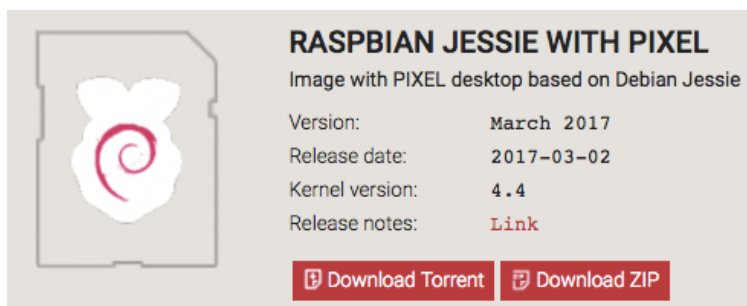 RASPBIAN JESSIE WITH PIXEL
Image with PIXEL desktop based on Debian Jessie
Version: March 2017
Release date: 2017-03-02
Kernel version: 4.4
Release notes: Link
Download Torrent Download ZIP